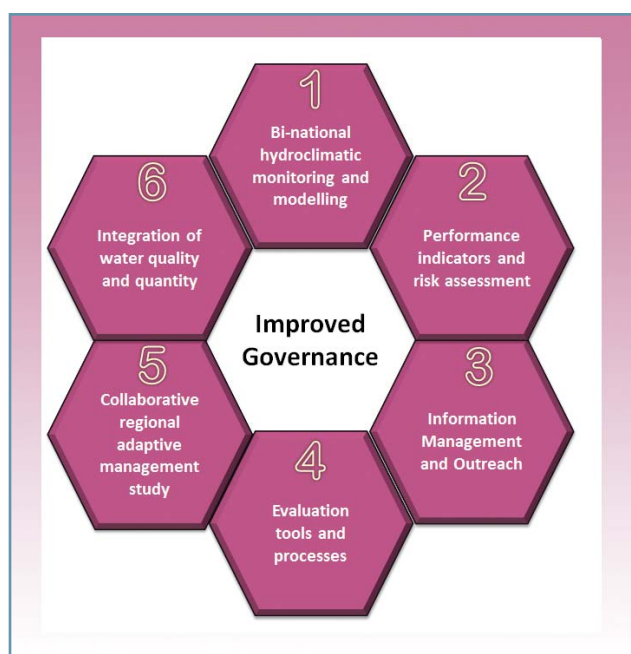 1
Bi-national
hydroclimatic
monitoring and
modelling
2
Performance
indicators and
risk assessment
3
Information
Management
and Outreach
4
Evaluation
tools and
processes
5
Collaborative
regional
adaptive
management
study
6
Integration of
water quality
and quantity
Improved
Governance